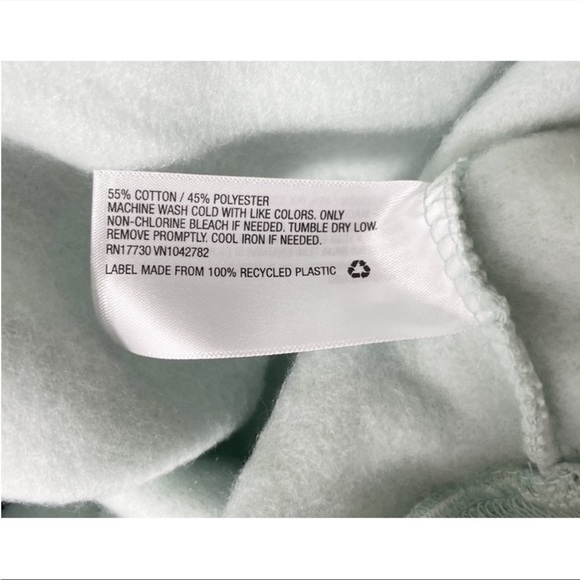 55% COTTON / 45% POLYESTER
MACHINE WASH COLD WITH LIKE COLORS. ONLY
NON-CHLORINE BLEACH IF NEEDED. TUMBLE DRY LOW.
REMOVE PROMPTLY. COOL IRON IF NEEDED.
RN17730 VN1042782
LABEL MADE FROM 100% RECYCLED PLASTIC